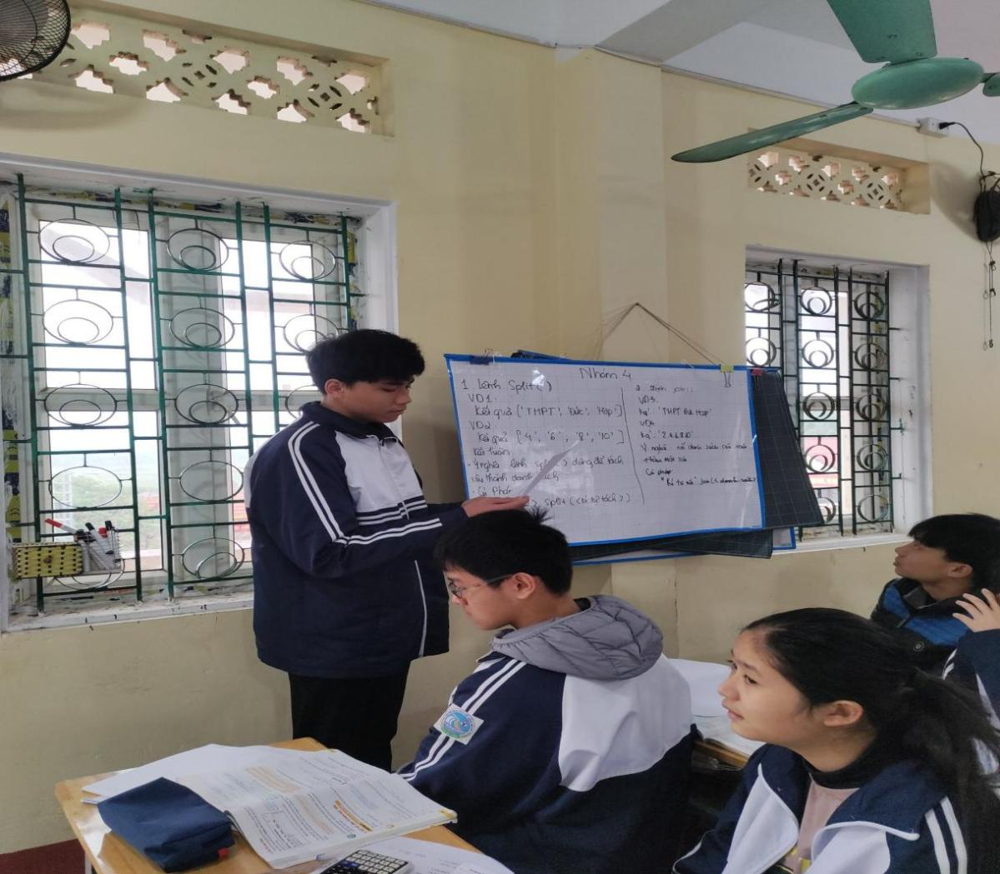 Nhóm 4
1. Lệnh Split()
VD1:
Kết quả ['THPT'; 'Đức'; 'Hợp']
VD2:
Kết quả ['4', '6', '8', '10']
Kết luận
- Ý nghĩa lệnh split() dùng để tách
xâu thành danh sách
- Cú Pháp
split (<kí tự tách>)
2. Lệnh join()
VD3:
Kq: 'THPT Đức Hợp'
VD4
Kq: '2.4.6.8.10'
Ý nghĩa nối danh sách các xâu
thành một xâu
Cú pháp
"Kí tự nối" join (<danh sách>)